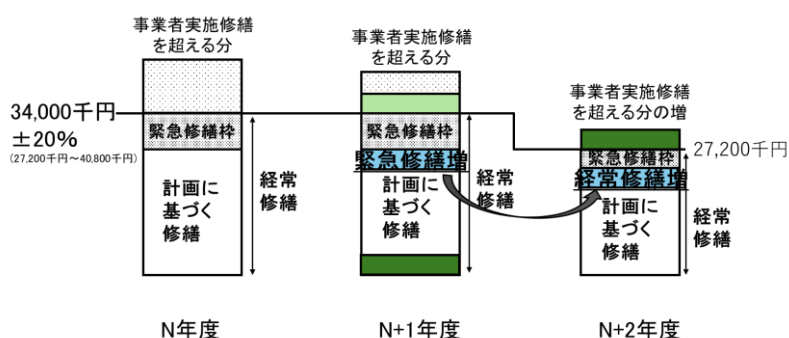 事業者実施修繕
を超える分
34,000千円
±20%
(27,200千円～40,800千円)
緊急修繕枠
計画に
基づく
修繕
経常
修繕
N年度
事業者実施修繕
を超える分
緊急修繕枠
緊急修繕増
計画に
基づく
修繕
経常
修繕
N+1年度
事業者実施修繕
を超える分の増
27,200千円
緊急修繕枠
経常修繕増
計画に
基づく
修繕
経常
修繕
N+2年度